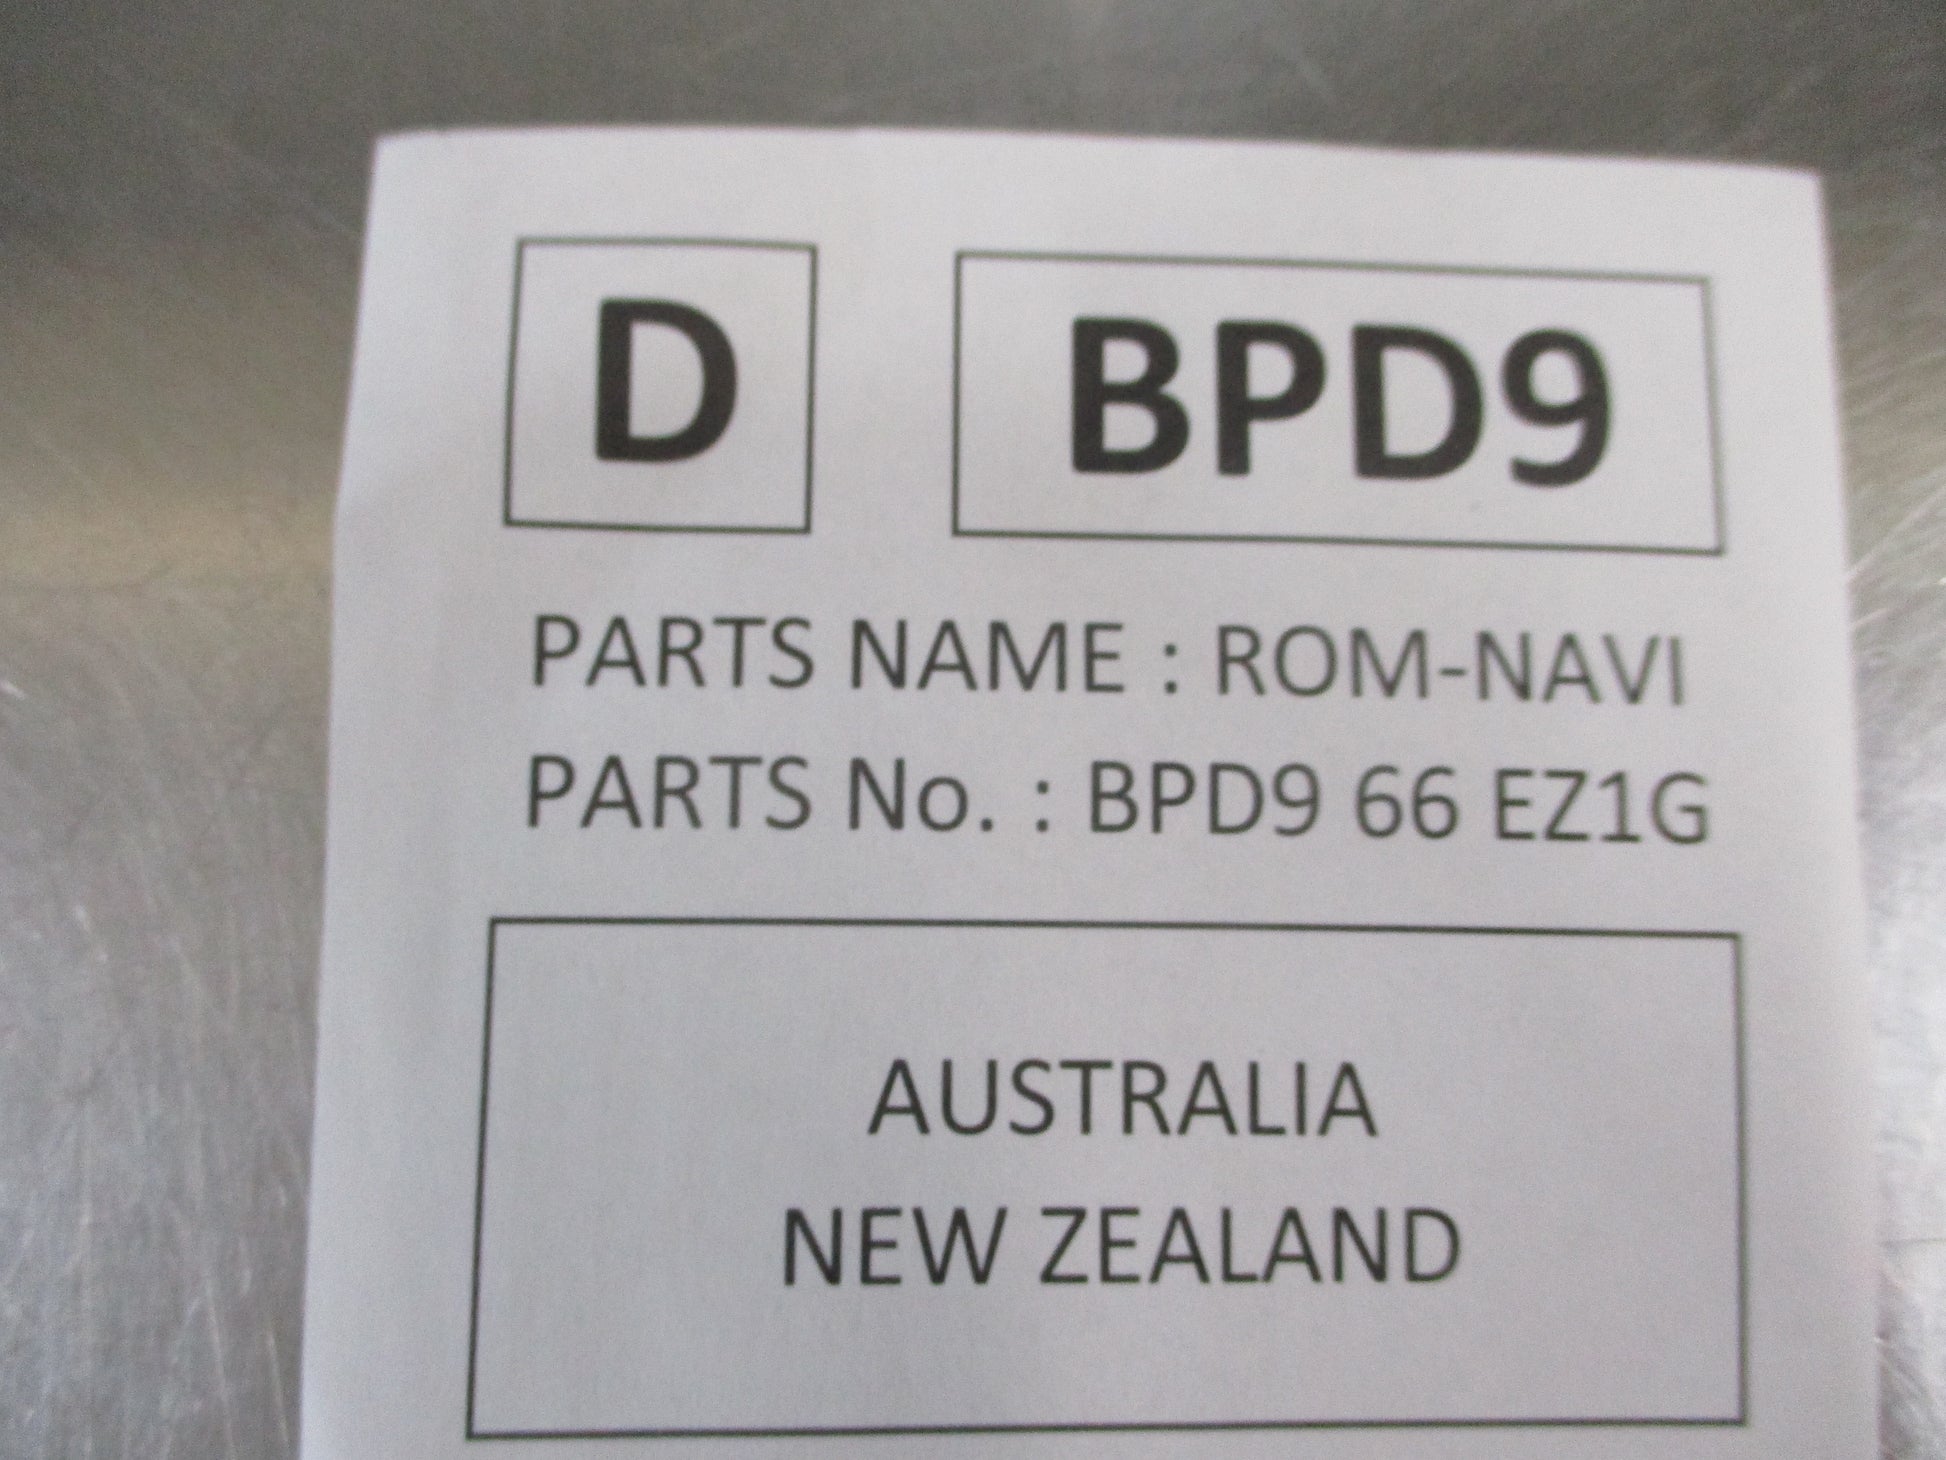 D BPD9
PARTS NAME : ROM-NAVI
PARTS No. : BPD9 66 EZ1G
AUSTRALIA
NEW ZEALAND